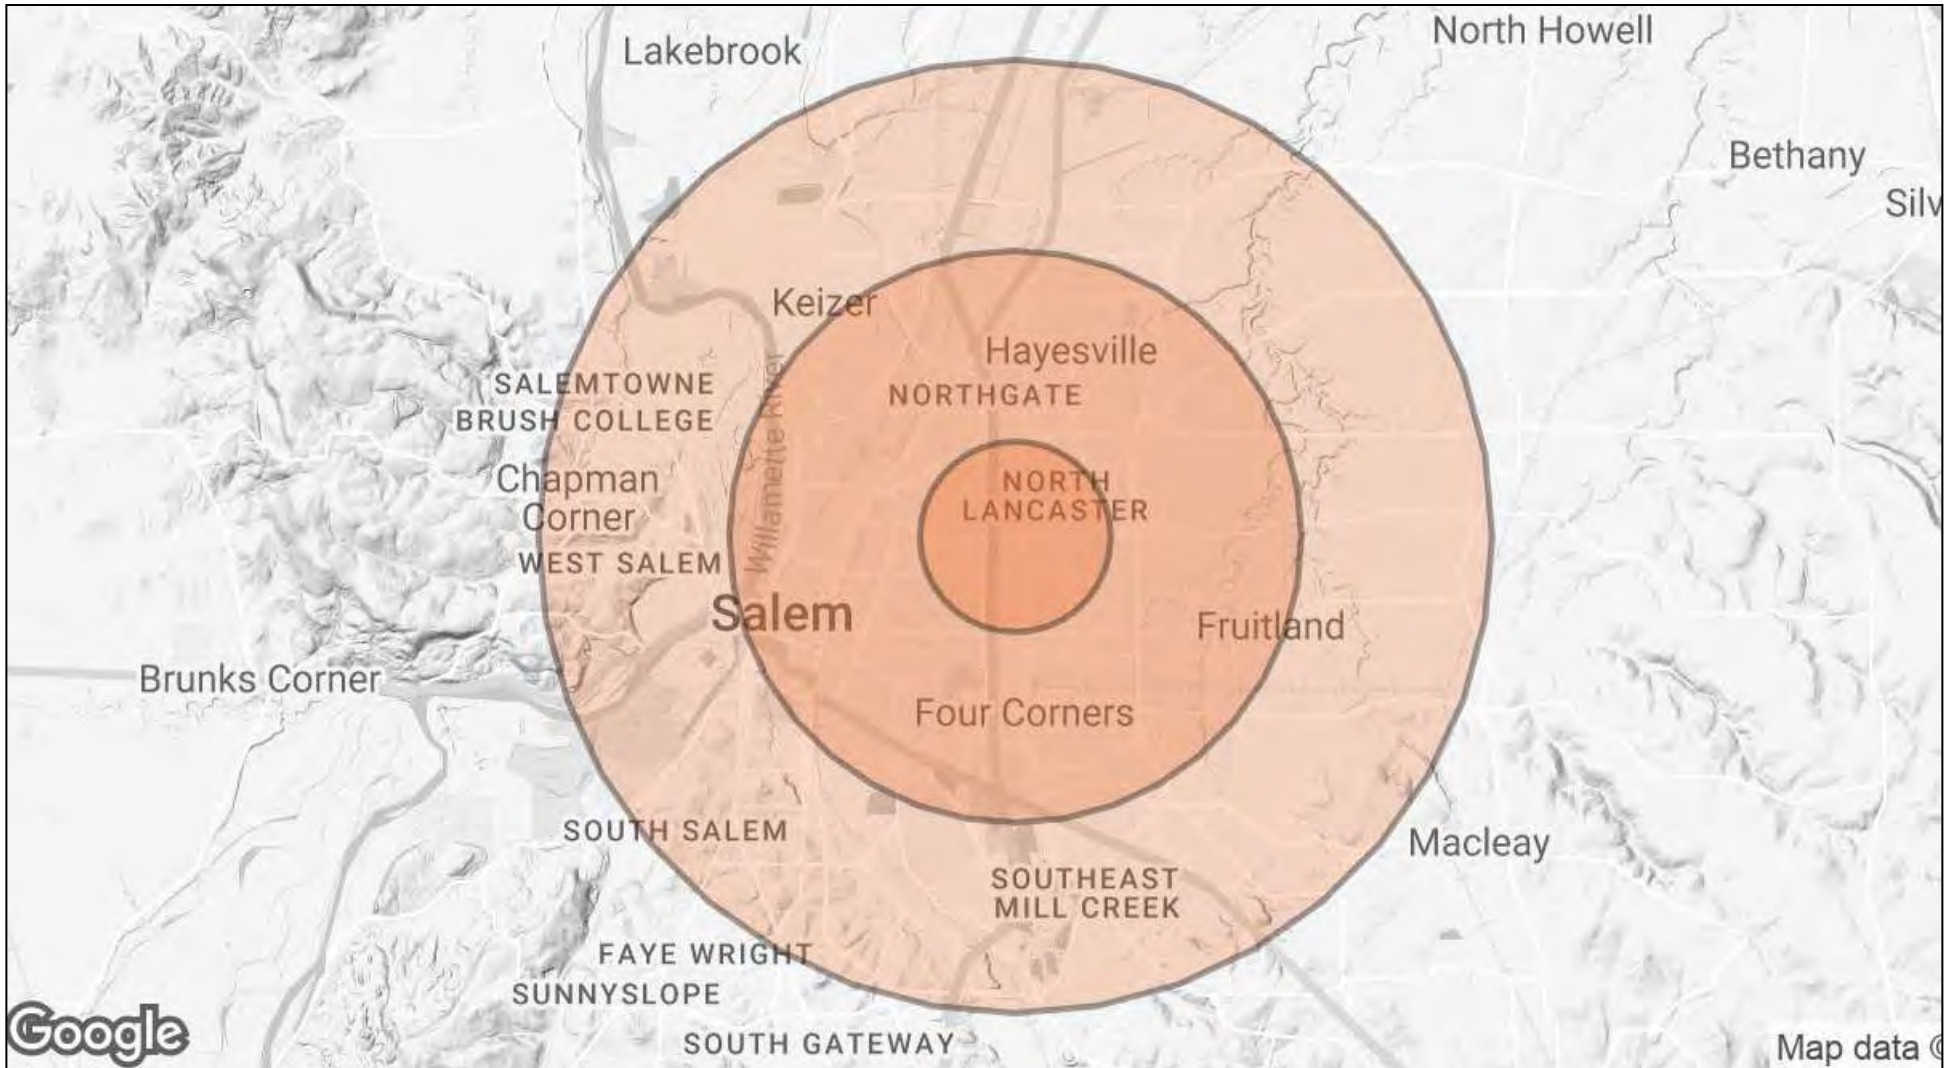 Lakebrook
North Howell
Bethany
Silv
Keizer
Hayesville
NORTHGATE
SALEMTOWNE
BRUSH COLLEGE
Willamette River
Chapman
Corner
NORTH
LANCASTER
WEST SALEM
Salem
Fruitland
Brunks Corner
Four Corners
SOUTH SALEM
Macleay
SOUTHEAST
MILL CREEK
FAYE WRIGHT
SUNNYSLOPE
SOUTH GATEWAY
Google
Map data ©